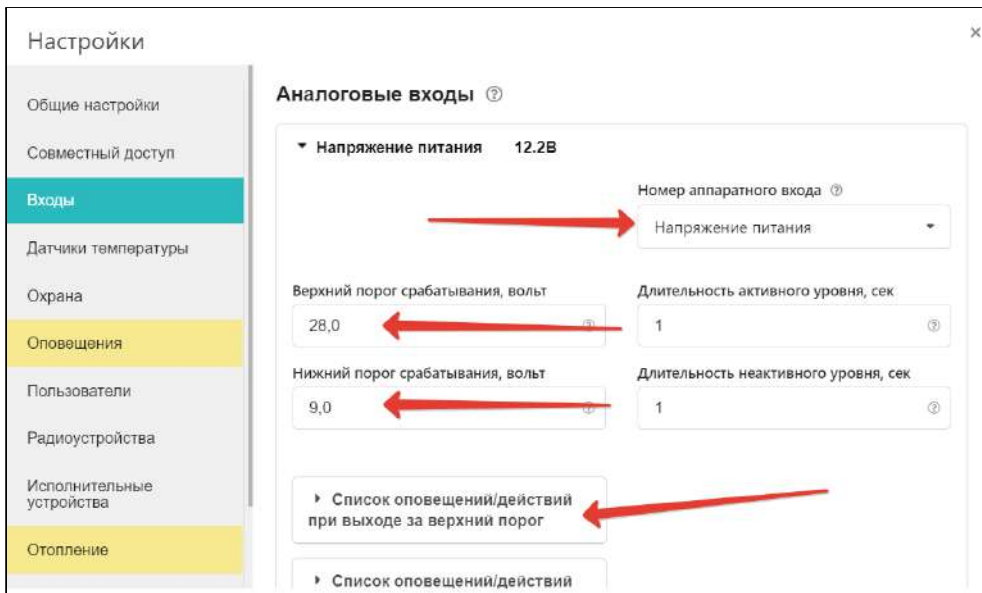 Настройки
×
Общие настройки
Совместный доступ
Входы
Датчики температуры
Охрана
Оповещения
Пользователи
Радиоустройства
Исполнительные
устройства
Отопление
Аналоговые входы ?
Напряжение питания 12.2В
Номер аппаратного входа ?
Напряжение питания
Верхний порог срабатывания, вольт
28,0 ?
Длительность активного уровня, сек
1 ?
Нижний порог срабатывания, вольт
9,0 ?
Длительность неактивного уровня, сек
1 ?
Список оповещений/действий
при выходе за верхний порог
Список оповещений/действий